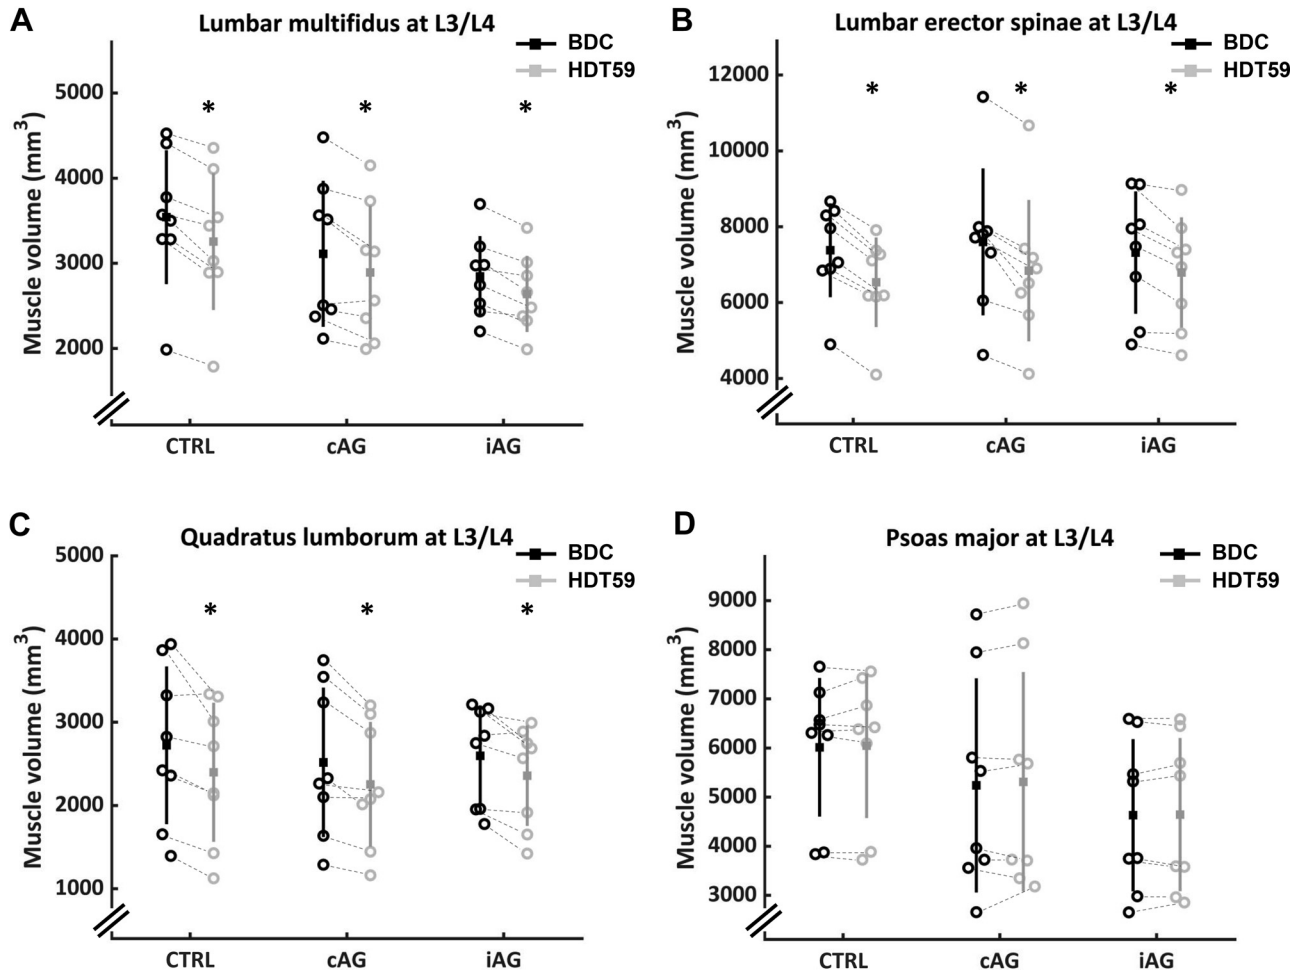 A
Lumbar multifidus at L3/L4
BDC
HDT59
Muscle volume (mm3)
5000
4000
3000
2000
* * *
CTRL cAG iAG
B
Lumbar erector spinae at L3/L4
BDC
HDT59
Muscle volume (mm3)
12000
10000
8000
6000
4000
* * *
CTRL cAG iAG
C
Quadratus lumborum at L3/L4
BDC
HDT59
Muscle volume (mm3)
5000
4000
3000
2000
1000
* * *
CTRL cAG iAG
D
Psoas major at L3/L4
BDC
HDT59
Muscle volume (mm3)
9000
8000
7000
6000
5000
4000
3000
CTRL cAG iAG